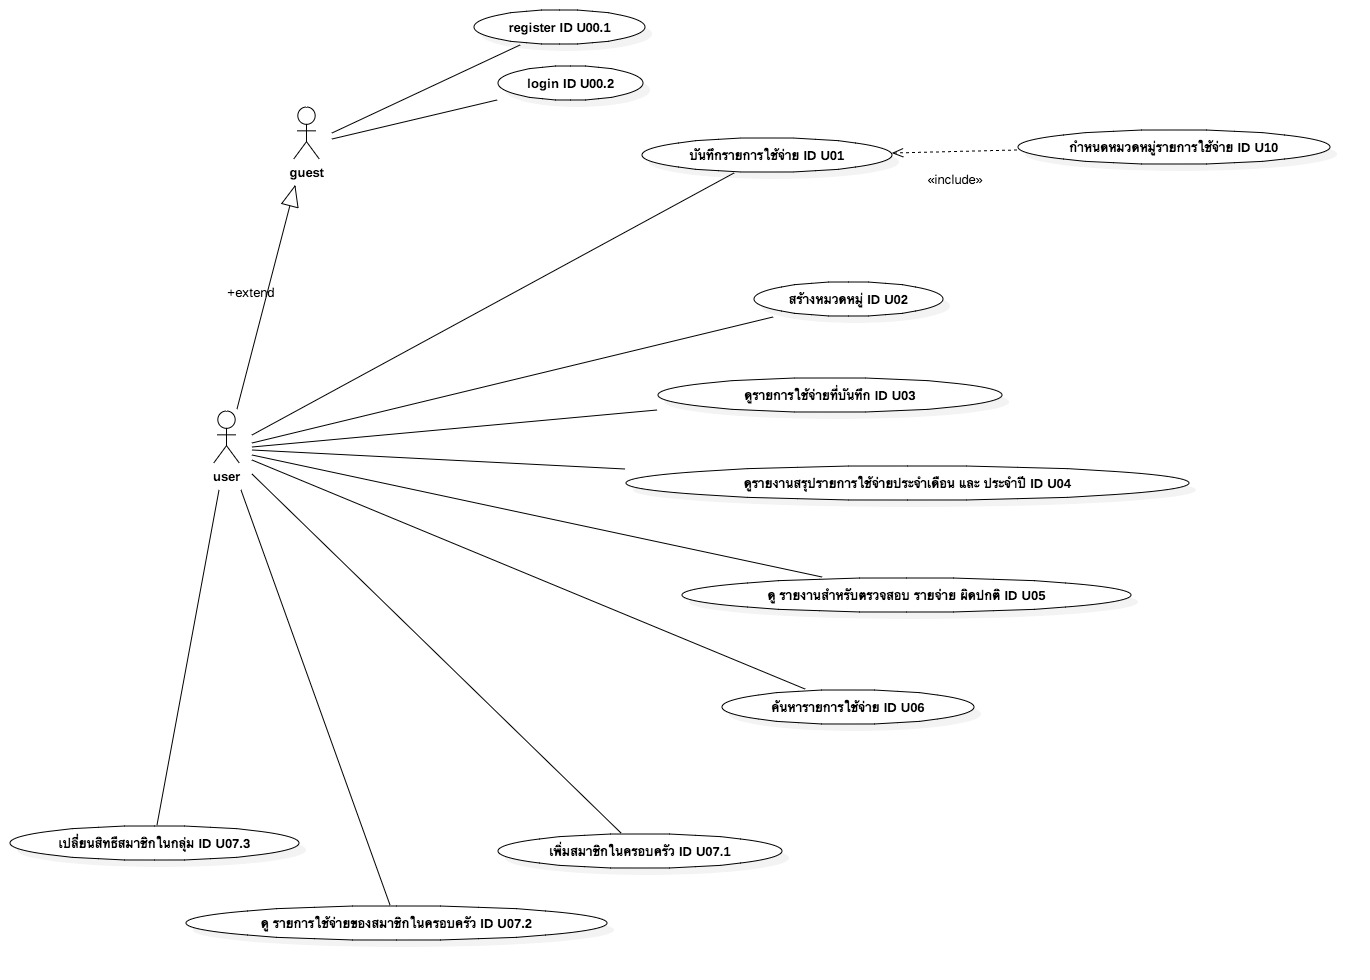 register ID U00.1
login ID U00.2
guest
บันทึกรายการใช้จ่าย ID U01
กำหนดหมวดหมู่รายการใช้จ่าย ID U10
«include»
+extend
สร้างหมวดหมู่ ID U02
ดูรายการใช้จ่ายที่บันทึก ID U03
user
ดูรายงานสรุปรายการใช้จ่ายประจำเดือน และ ประจำปี ID U04
ดู รายงานสำหรับตรวจสอบ รายจ่าย ผิดปกติ ID U05
ค้นหารายการใช้จ่าย ID U06
เปลี่ยนสิทธิสมาชิกในกลุ่ม ID U07.3
เพิ่มสมาชิกในครอบครัว ID U07.1
ดู รายการใช้จ่ายของสมาชิกในครอบครัว ID U07.2